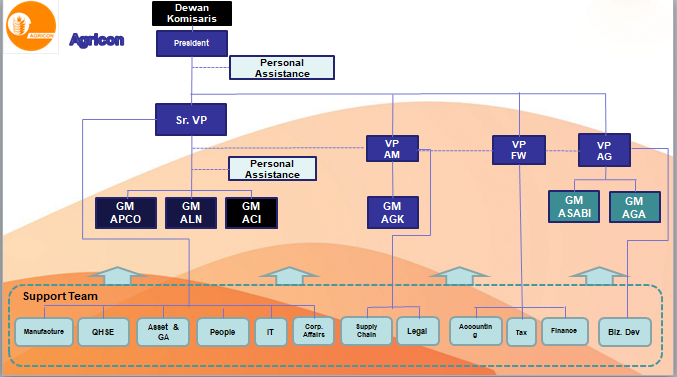 Dewan
Komisaris
AGRICON
Agricon
President
Personal
Assistance
Sr. VP
VP
AM
VP
FW
VP
AG
Personal
Assistance
GM
APCO
GM
ALN
GM
ACI
GM
AGK
GM
ASABI
GM
AGA
Support Team
Manufacture
QHSE
Asset &
GA
People
IT
Corp.
Affairs
Supply
Chain
Legal
Accountin
g
Tax
Finance
Biz. Dev